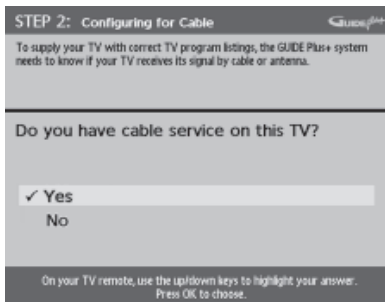 STEP 2: Configuring for Cable GUIDE Plus+
To supply your TV with correct TV program listings, the GUIDE Plus+ system
needs to know if your TV receives its signal by cable or antenna.
Do you have cable service on this TV?
✓ Yes
No
On your TV remote, use the up/down keys to highlight your answer.
Press OK to choose.